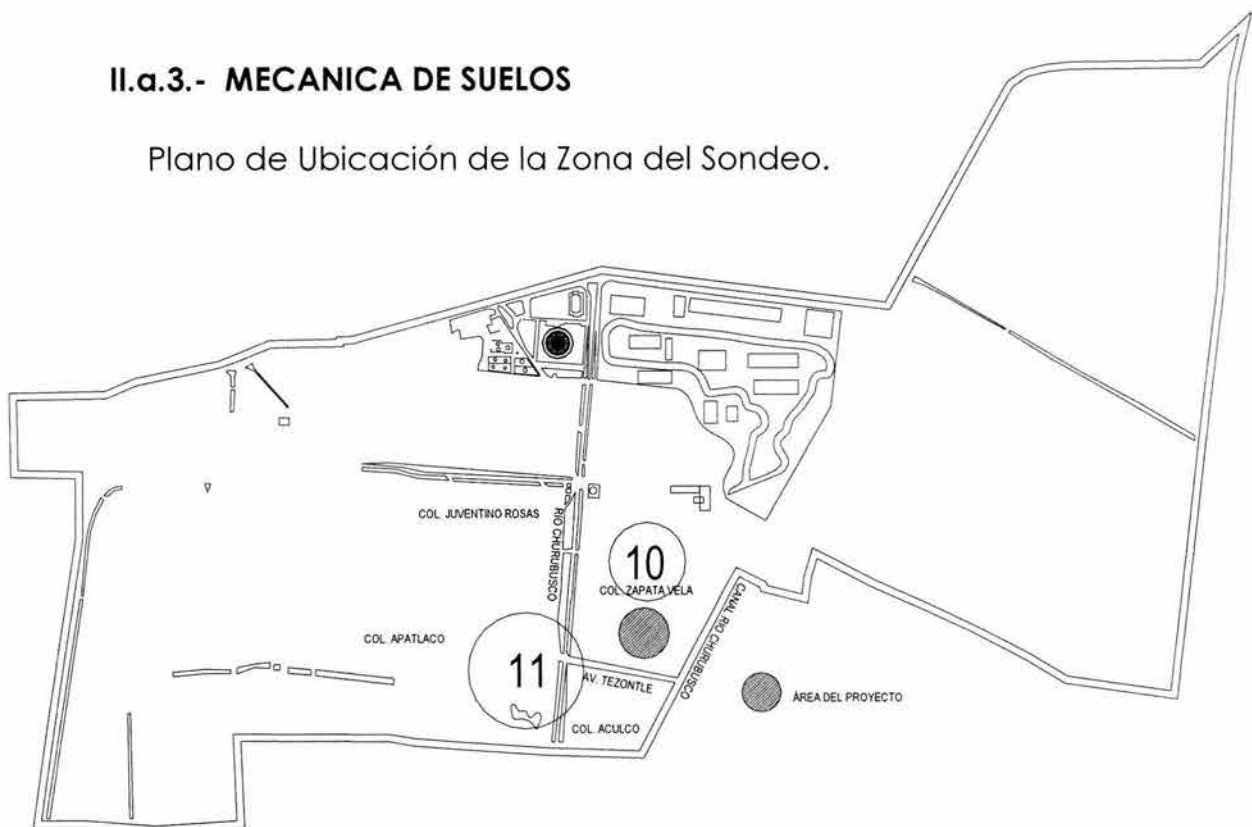 II.a.3.- MECANICA DE SUELOS
Plano de Ubicación de la Zona del Sondeo.
COL. JUVENTINO ROSAS
RIO CHURUBUSCO
10
COL. ZAPATA VELA
CANAL RIO CHURUBUSCO
COL. APATLACO
11
AV. TEZONTLE
ÁREA DEL PROYECTO
COL. ACULCO